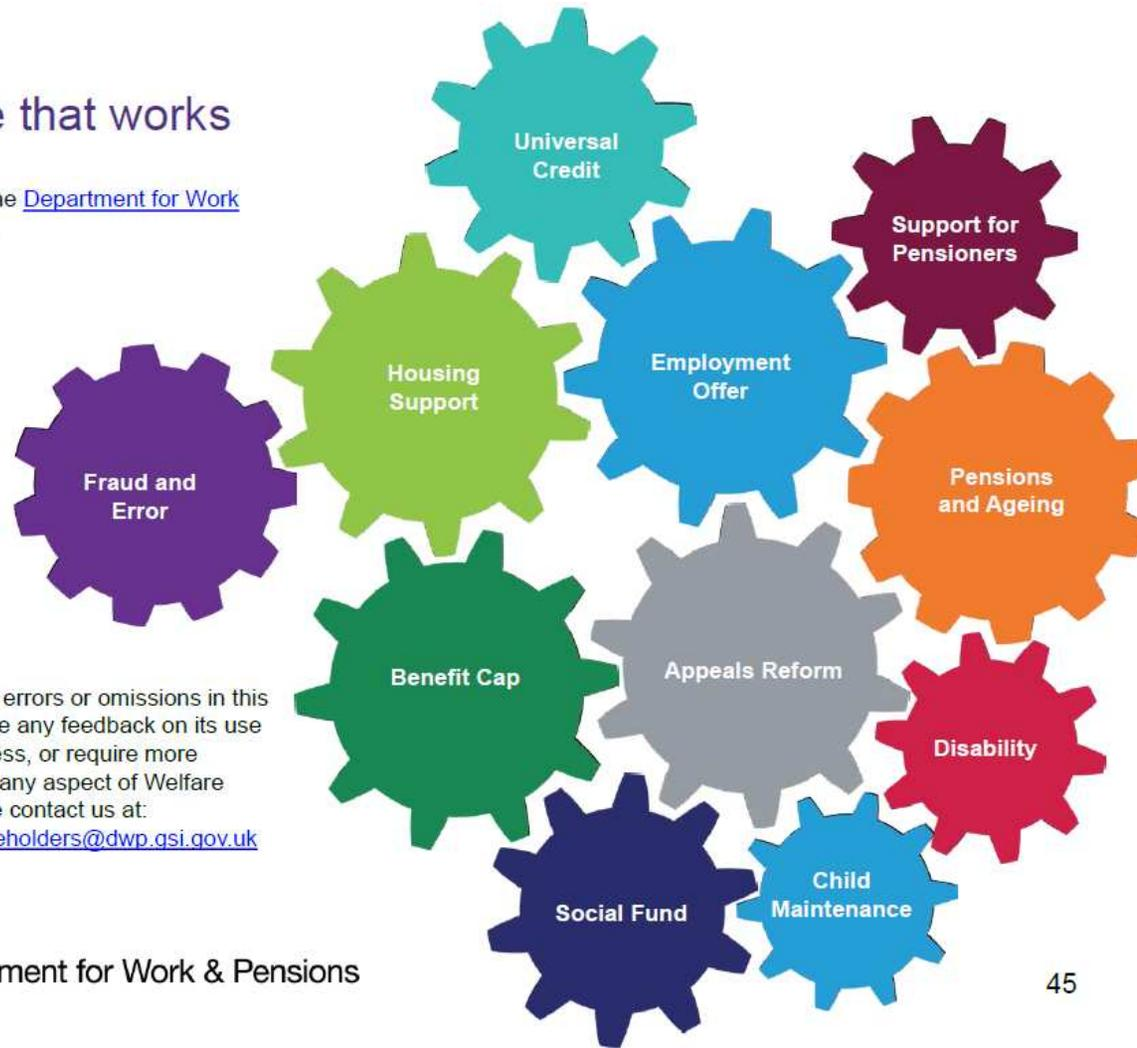 e that works
ne Department for Work
Universal
Credit
Support for
Pensioners
Housing
Support
Employment
Offer
Fraud and
Error
Pensions
and Ageing
Benefit Cap
Appeals Reform
Disability
errors or omissions in this
e any feedback on its use
ess, or require more
any aspect of Welfare
e contact us at:
eholders@dwp.gsi.gov.uk
Social Fund
Child
Maintenance
ment for Work & Pensions
45